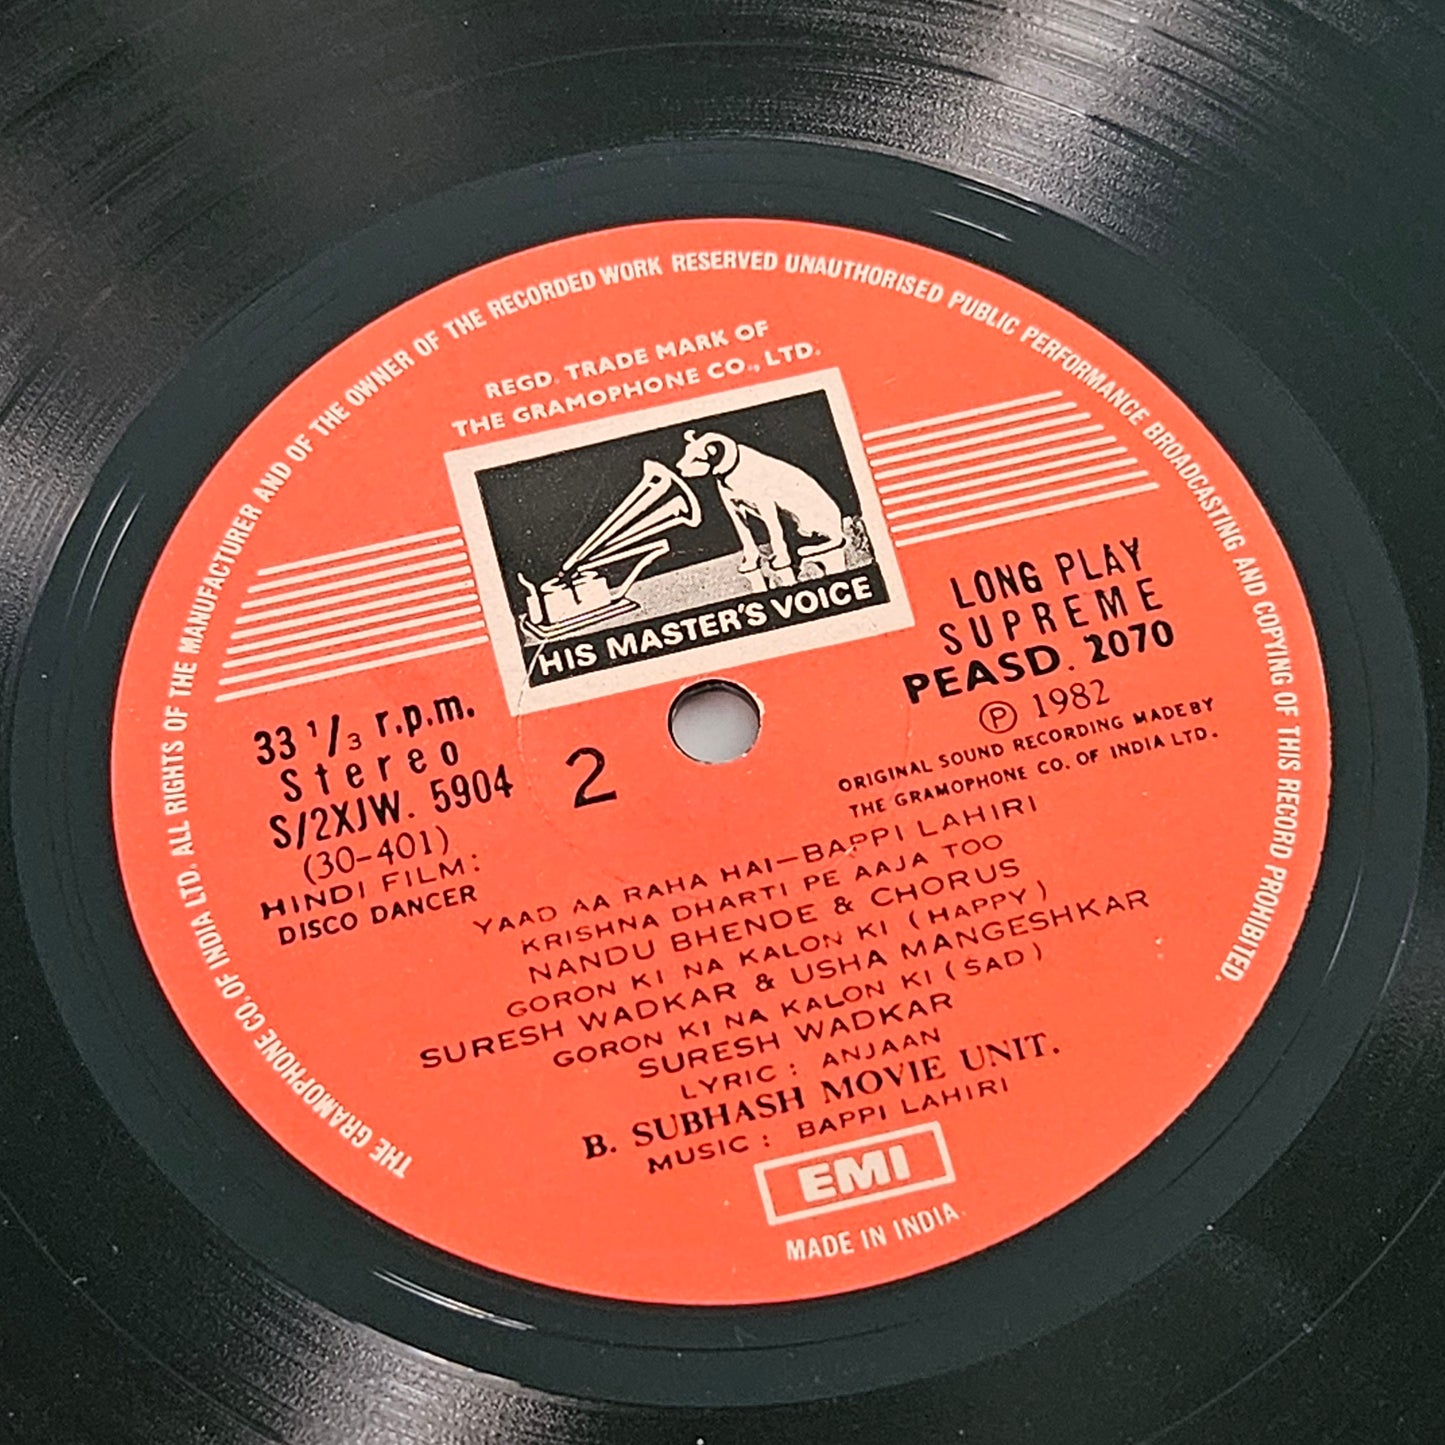 THE GRAMOPHONE CO. OF INDIA LTD. ALL RIGHTS OF THE MANUFACTURER AND OF THE OWNER OF THE RECORDED WORK RESERVED UNAUTHORISED PUBLIC PERFORMANCE BROADCASTING AND COPYING OF THIS RECORD PROHIBITED.
REGD. TRADE MARK OF
THE GRAMOPHONE CO., LTD.
HIS MASTER'S VOICE
LONG PLAY
SUPREME
PEASD. 2070
℗ 1982
ORIGINAL SOUND RECORDING MADE BY
THE GRAMOPHONE CO. OF INDIA LTD.
33 1/3 r.p.m.
Stereo
S/2XJW. 5904
(30-401)
HINDI FILM:
DISCO DANCER
2
YAAD AA RAHA HAI-BAPPI LAHIRI
KRISHNA DHARTI PE AAJA TOO
NANDU BHENDE & CHORUS
GORON KI NA KALON KI (HAPPY)
SURESH WADKAR & USHA MANGESHKAR
GORON KI NA KALON KI (SAD)
SURESH WADKAR
LYRIC: ANJAAN
B. SUBHASH MOVIE UNIT.
MUSIC: BAPPI LAHIRI
EMI
MADE IN INDIA.